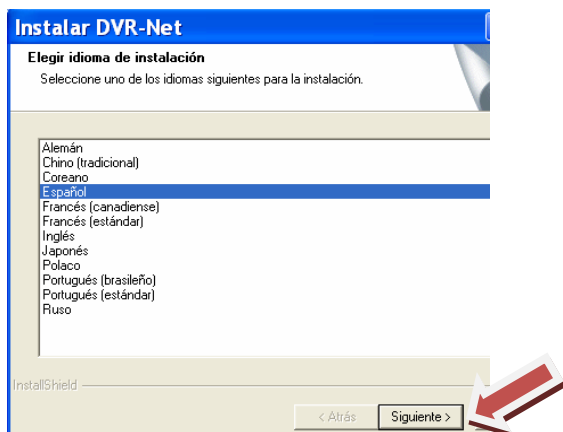 Instalar DVR-Net
Elegir idioma de instalación
Seleccione uno de los idiomas siguientes para la instalación.
Alemán
Chino (tradicional)
Coreano
Español
Francés (canadiense)
Francés (estándar)
Inglés
Japonés
Polaco
Portugués (brasileño)
Portugués (estándar)
Ruso
InstallShield
< Atrás Siguiente >